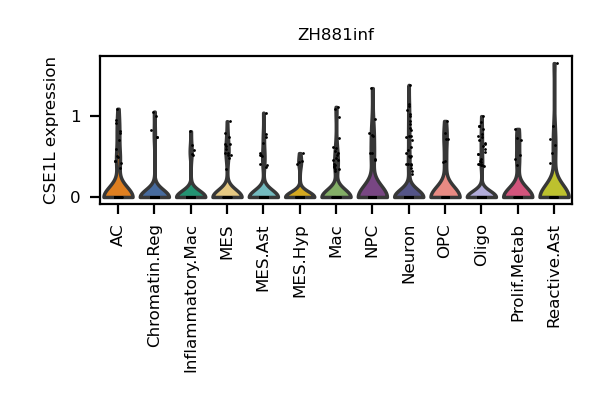 ZH881inf
CSE1L expression
1
0
AC
Chromatin.Reg
Inflammatory.Mac
MES
MES.Ast
MES.Hyp
Mac
NPC
Neuron
OPC
Oligo
Prolif.Metab
Reactive.Ast